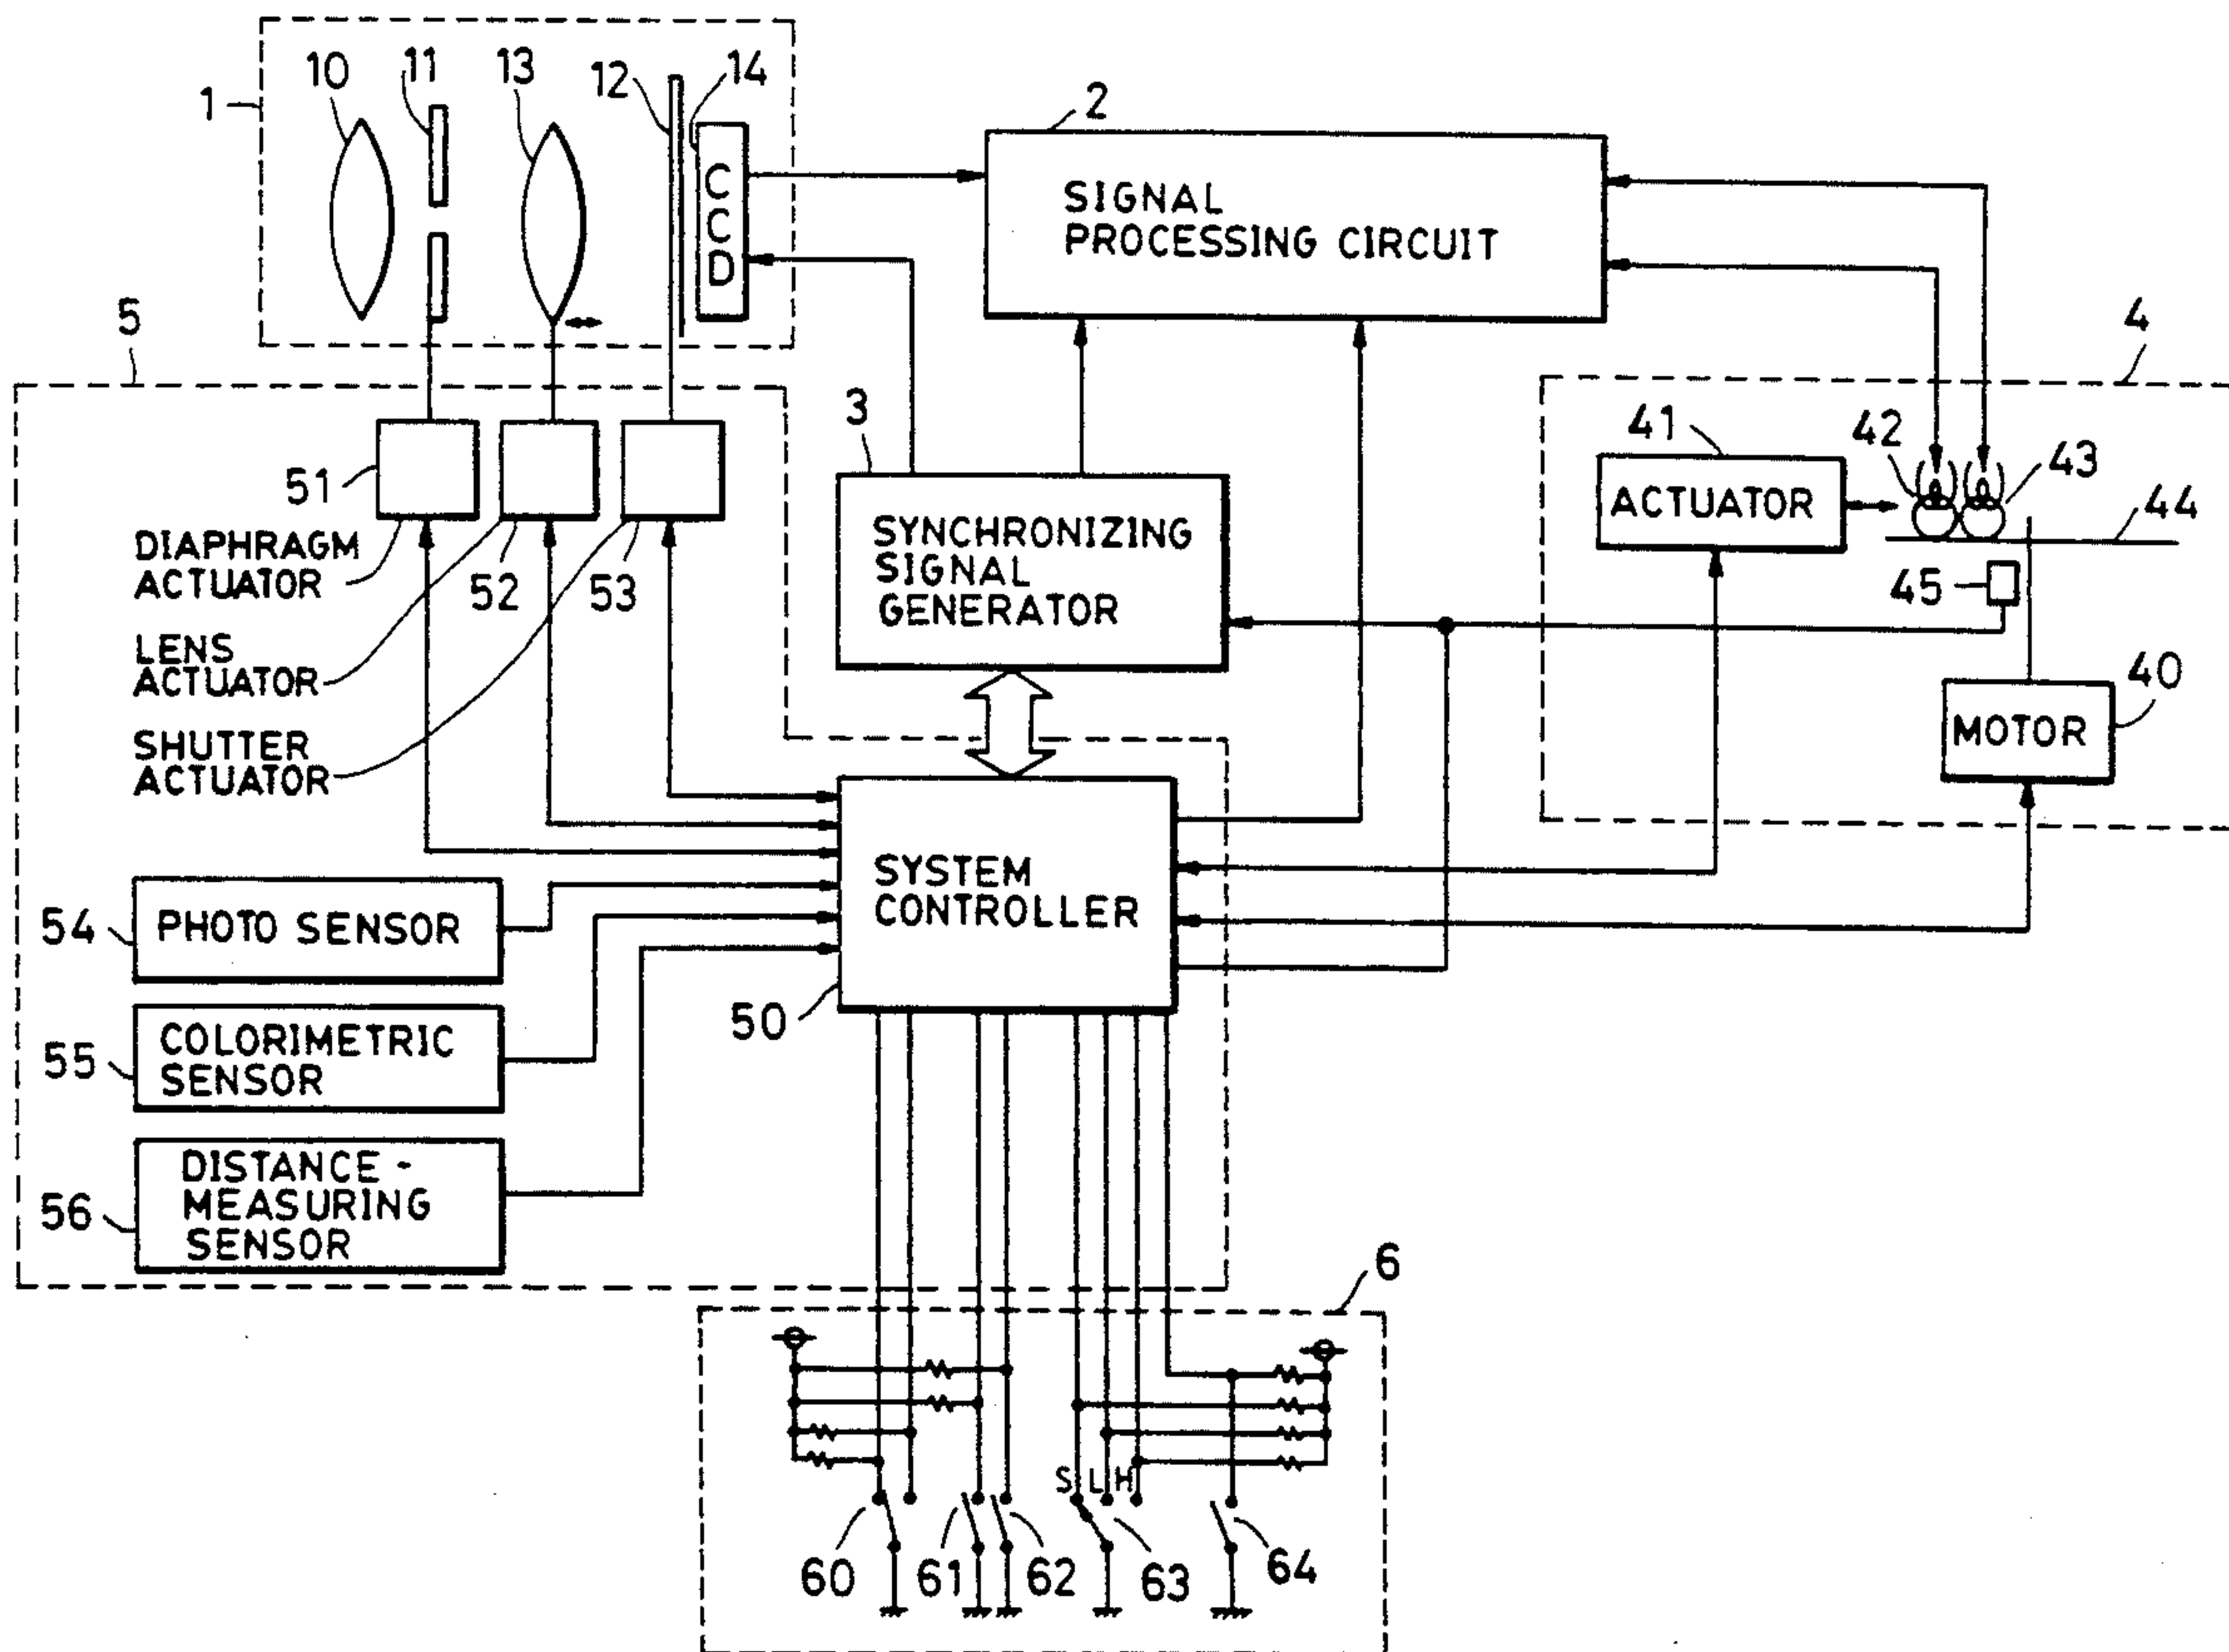 10
11
13
12
14
1
2
C
C
D
SIGNAL
PROCESSING CIRCUIT
5
4
3
41
42
43
51
ACTUATOR
44
DIAPHRAGM
ACTUATOR
52
53
SYNCHRONIZING
SIGNAL
GENERATOR
45
LENS
ACTUATOR
40
SHUTTER
ACTUATOR
MOTOR
SYSTEM
CONTROLLER
54
PHOTO SENSOR
50
55
COLORIMETRIC
SENSOR
56
DISTANCE -
MEASURING
SENSOR
6
S L H
60
61
62
63
64